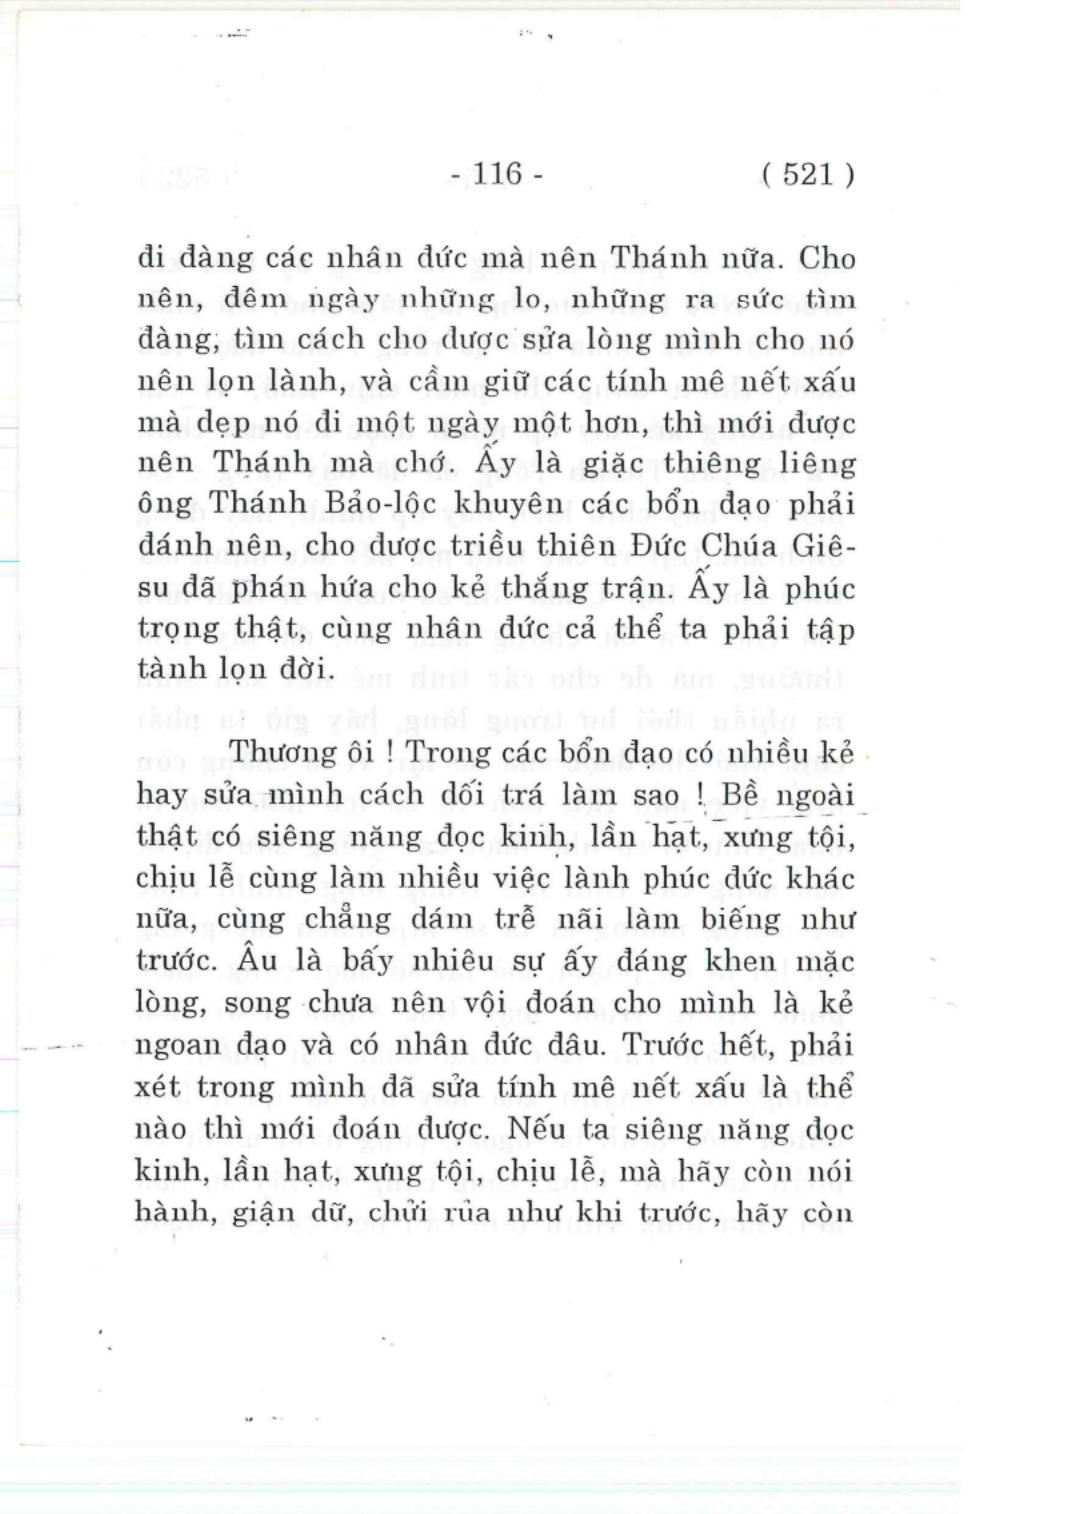 - 116 - ( 521 )
đi đàng các nhân đức mà nên Thánh nữa. Cho
nên, đêm ngày những lo, những ra sức tìm
đàng, tìm cách cho được sửa lòng mình cho nó
nên lọn lành, và cầm giữ các tính mê nết xấu
mà dẹp nó đi một ngày một hơn, thì mới được
nên Thánh mà chớ. Ấy là giặc thiêng liêng
ông Thánh Bảo-lộc khuyên các bổn đạo phải
đánh nên, cho được triều thiên Đức Chúa Giê-
su đã phán hứa cho kẻ thắng trận. Ấy là phúc
trọng thật, cùng nhân đức cả thể ta phải tập
tành lọn đời.
Thương ôi ! Trong các bổn đạo có nhiều kẻ
hay sửa mình cách dối trá làm sao ! Bề ngoài
thật có siêng năng đọc kinh, lần hạt, xưng tội,
chịu lễ cùng làm nhiều việc lành phúc đức khác
nữa, cùng chẳng dám trễ nãi làm biếng như
trước. Âu là bấy nhiêu sự ấy đáng khen mặc
lòng, song chưa nên vội đoán cho mình là kẻ
ngoan đạo và có nhân đức đâu. Trước hết, phải
xét trong mình đã sửa tính mê nết xấu là thể
nào thì mới đoán được. Nếu ta siêng năng đọc
kinh, lần hạt, xưng tội, chịu lễ, mà hãy còn nói
hành, giận dữ, chửi rủa như khi trước, hãy còn